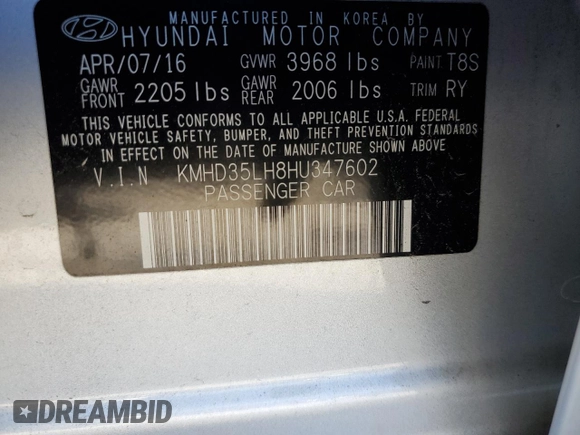 MANUFACTURED IN KOREA BY
HYUNDAI MOTOR COMPANY
APR/07/16 GVWR 3968 lbs PAINT T8S
GAWR FRONT 2205 lbs GAWR REAR 2006 lbs TRIM RY
THIS VEHICLE CONFORMS TO ALL APPLICABLE U.S.A. FEDERAL
MOTOR VEHICLE SAFETY, BUMPER, AND THEFT PREVENTION
STANDARDS IN EFFECT ON THE DATE OF MANUFACTURE SHOWN ABOVE
V.I.N KMHD35LH8HU347602
PASSENGER CAR
DREAMBID